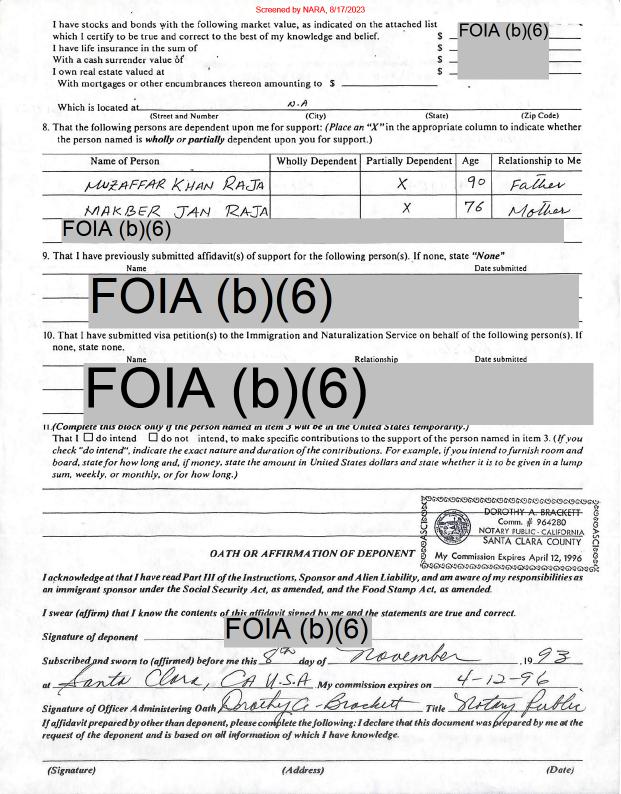 Screened by NARA, 8/17/2023
I have stocks and bonds with the following market value, as indicated on the attached list
which I certify to be true and correct to the best of my knowledge and belief. $ FOIA (b)(6)
I have life insurance in the sum of $
With a cash surrender value of $
I own real estate valued at $
With mortgages or other encumbrances thereon amounting to $
Which is located at N-A
(Street and Number) (City) (State) (Zip Code)
8. That the following persons are dependent upon me for support: (Place an "X" in the appropriate column to indicate whether
the person named is wholly or partially dependent upon you for support.)
Name of Person Wholly Dependent Partially Dependent Age Relationship to Me
MUZAFFAR KHAN RAJA X 90 Father
MAKBER JAN RAJA X 76 Mother
FOIA (b)(6)
9. That I have previously submitted affidavit(s) of support for the following person(s). If none, state "None"
Name Date submitted
FOIA (b)(6)
10. That I have submitted visa petition(s) to the Immigration and Naturalization Service on behalf of the following person(s). If
none, state none.
Name Relationship Date submitted
FOIA (b)(6)
11.(Complete this block only if the person named in item 3 will be in the United States temporarily.)
That I ☐ do intend ☐ do not intend, to make specific contributions to the support of the person named in item 3. (If you
check "do intend", indicate the exact nature and duration of the contributions. For example, if you intend to furnish room and
board, state for how long and, if money, state the amount in United States dollars and state whether it is to be given in a lump
sum, weekly, or monthly, or for how long.)
DOROTHY A. BRACKETT
Comm. # 964280
NOTARY PUBLIC - CALIFORNIA
SANTA CLARA COUNTY
My Commission Expires April 12, 1996
OATH OR AFFIRMATION OF DEPONENT
I acknowledge at that I have read Part III of the Instructions, Sponsor and Alien Liability, and am aware of my responsibilities as
an immigrant sponsor under the Social Security Act, as amended, and the Food Stamp Act, as amended.
I swear (affirm) that I know the contents of this affidavit signed by me and the statements are true and correct.
Signature of deponent FOIA (b)(6)
Subscribed and sworn to (affirmed) before me this 8th day of November, 19 93
at Santa Clara, CA U.S.A My commission expires on 4-12-96
Signature of Officer Administering Oath Dorothy A. Brackett Title Notary Public
If affidavit prepared by other than deponent, please complete the following: I declare that this document was prepared by me at the
request of the deponent and is based on all information of which I have knowledge.
(Signature) (Address) (Date)